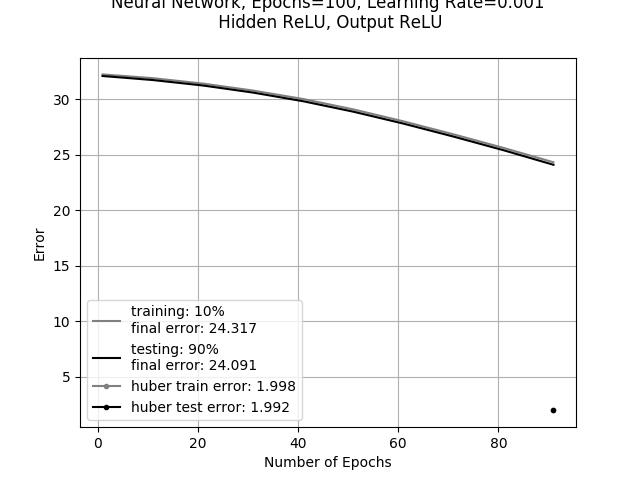 Neural Network, Epochs=100, Learning Rate=0.001
Hidden ReLU, Output ReLU
30
25
20
15
10
5
Error
training: 10%
final error: 24.317
testing: 90%
final error: 24.091
huber train error: 1.998
huber test error: 1.992
0 20 40 60 80
Number of Epochs